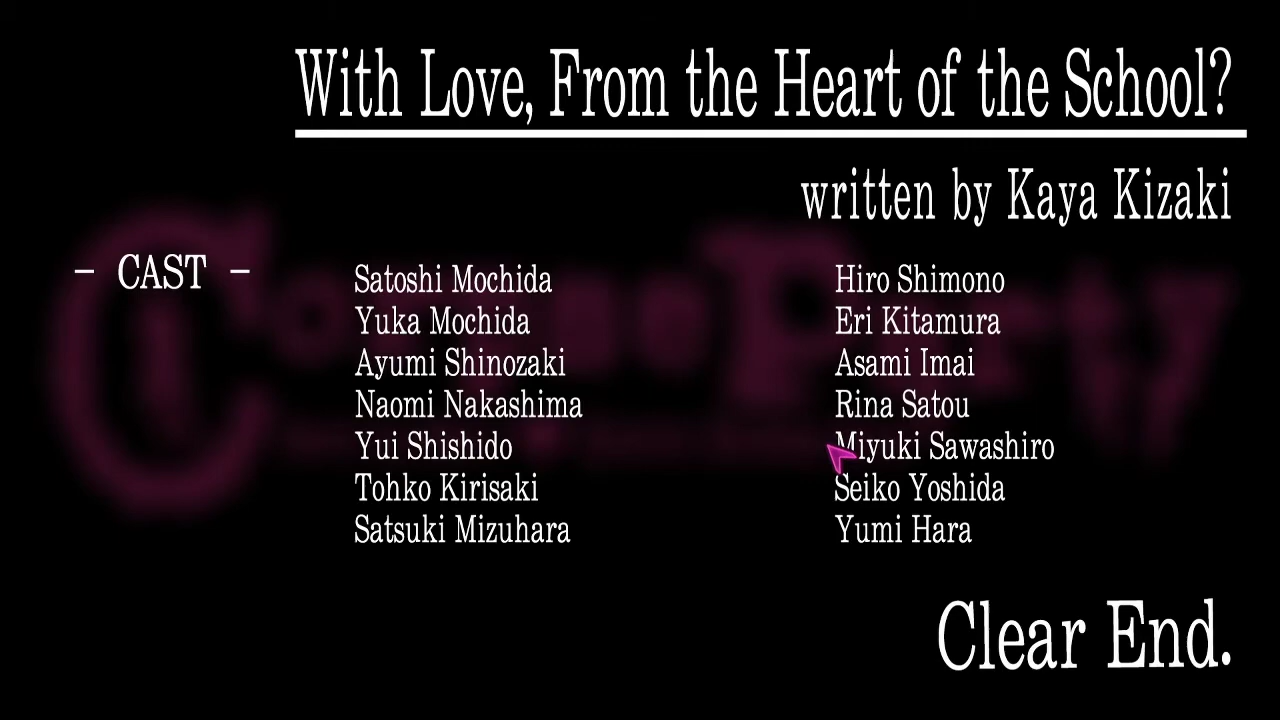 With Love, From the Heart of the School?
written by Kaya Kizaki
- CAST -
Satoshi Mochida Hiro Shimono
Yuka Mochida Eri Kitamura
Ayumi Shinozaki Asami Imai
Naomi Nakashima Rina Satou
Yui Shishido Miyuki Sawashiro
Tohko Kirisaki Seiko Yoshida
Satsuki Mizuhara Yumi Hara
Clear End.